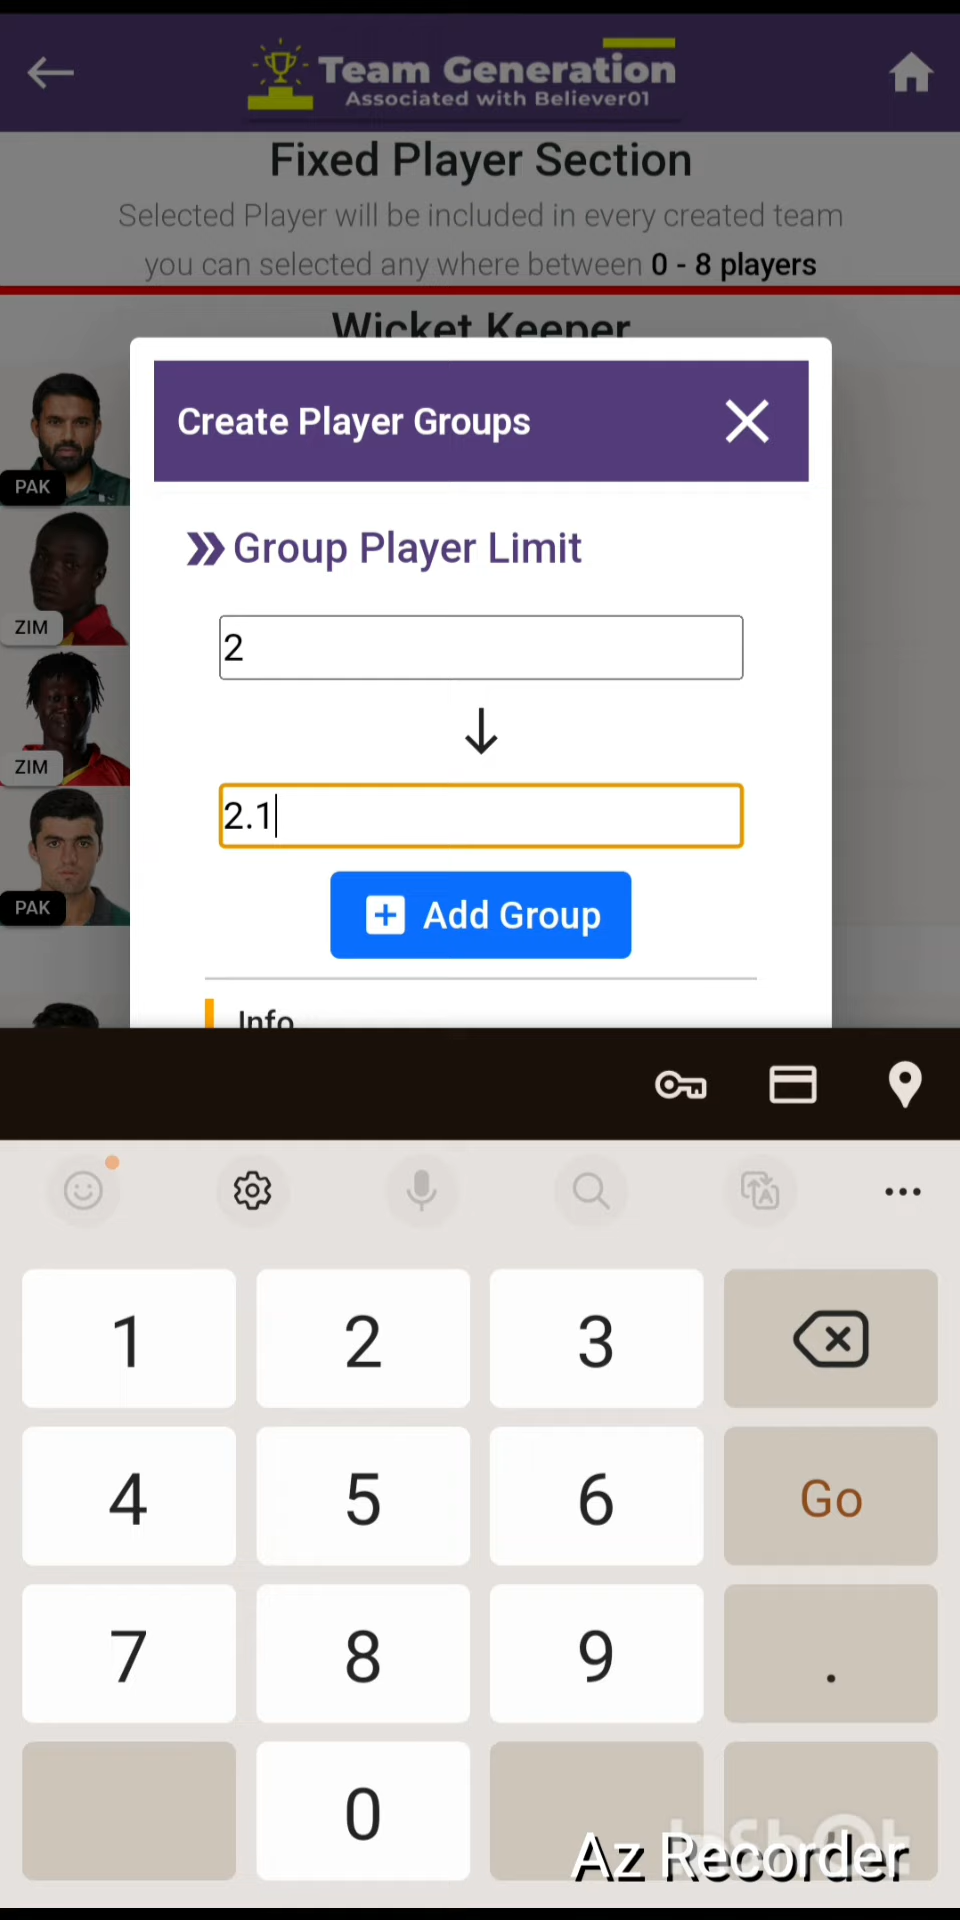 Team Generation
Associated with Believer01
Fixed Player Section
Selected Player will be included in every created team
you can selected any where between 0 - 8 players
Wicket Keeper
PAK
ZIM
ZIM
PAK
Create Player Groups
Group Player Limit
2
2.1
Add Group
Info
1
2
3
4
5
6
Go
7
8
9
.
0
InShOt
Az Recorder